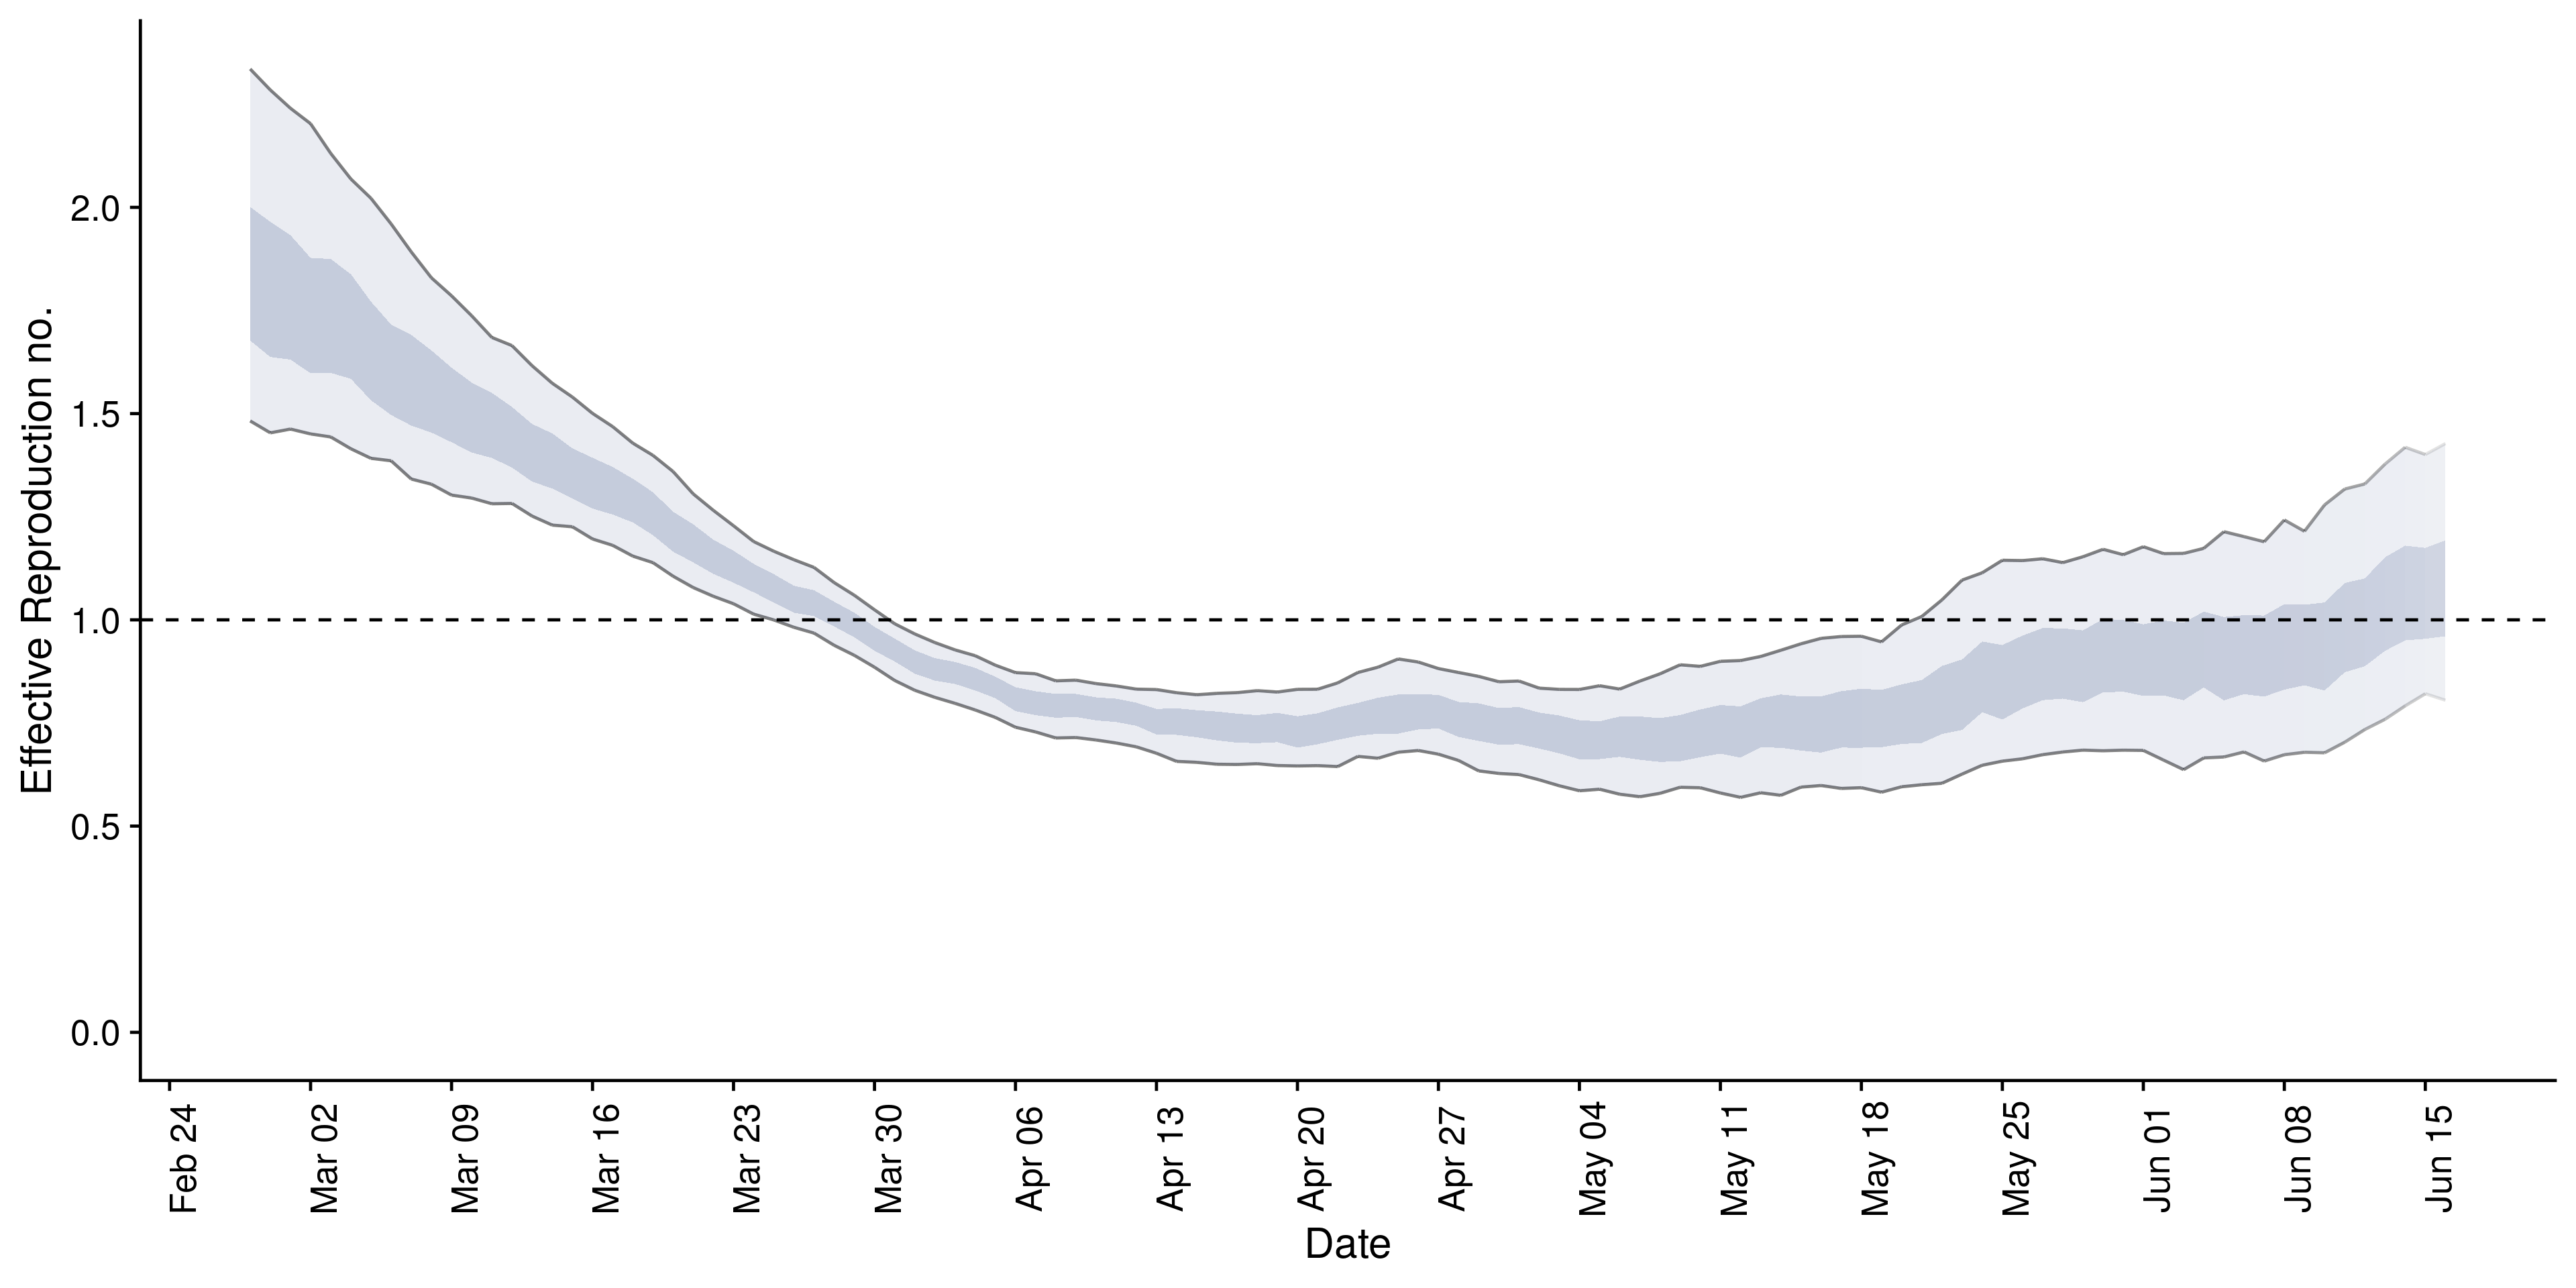 Effective Reproduction no.
2.0
1.5
1.0
0.5
0.0
Feb 24
Mar 02
Mar 09
Mar 16
Mar 23
Mar 30
Apr 06
Apr 13
Apr 20
Apr 27
May 04
May 11
May 18
May 25
Jun 01
Jun 08
Jun 15
Date